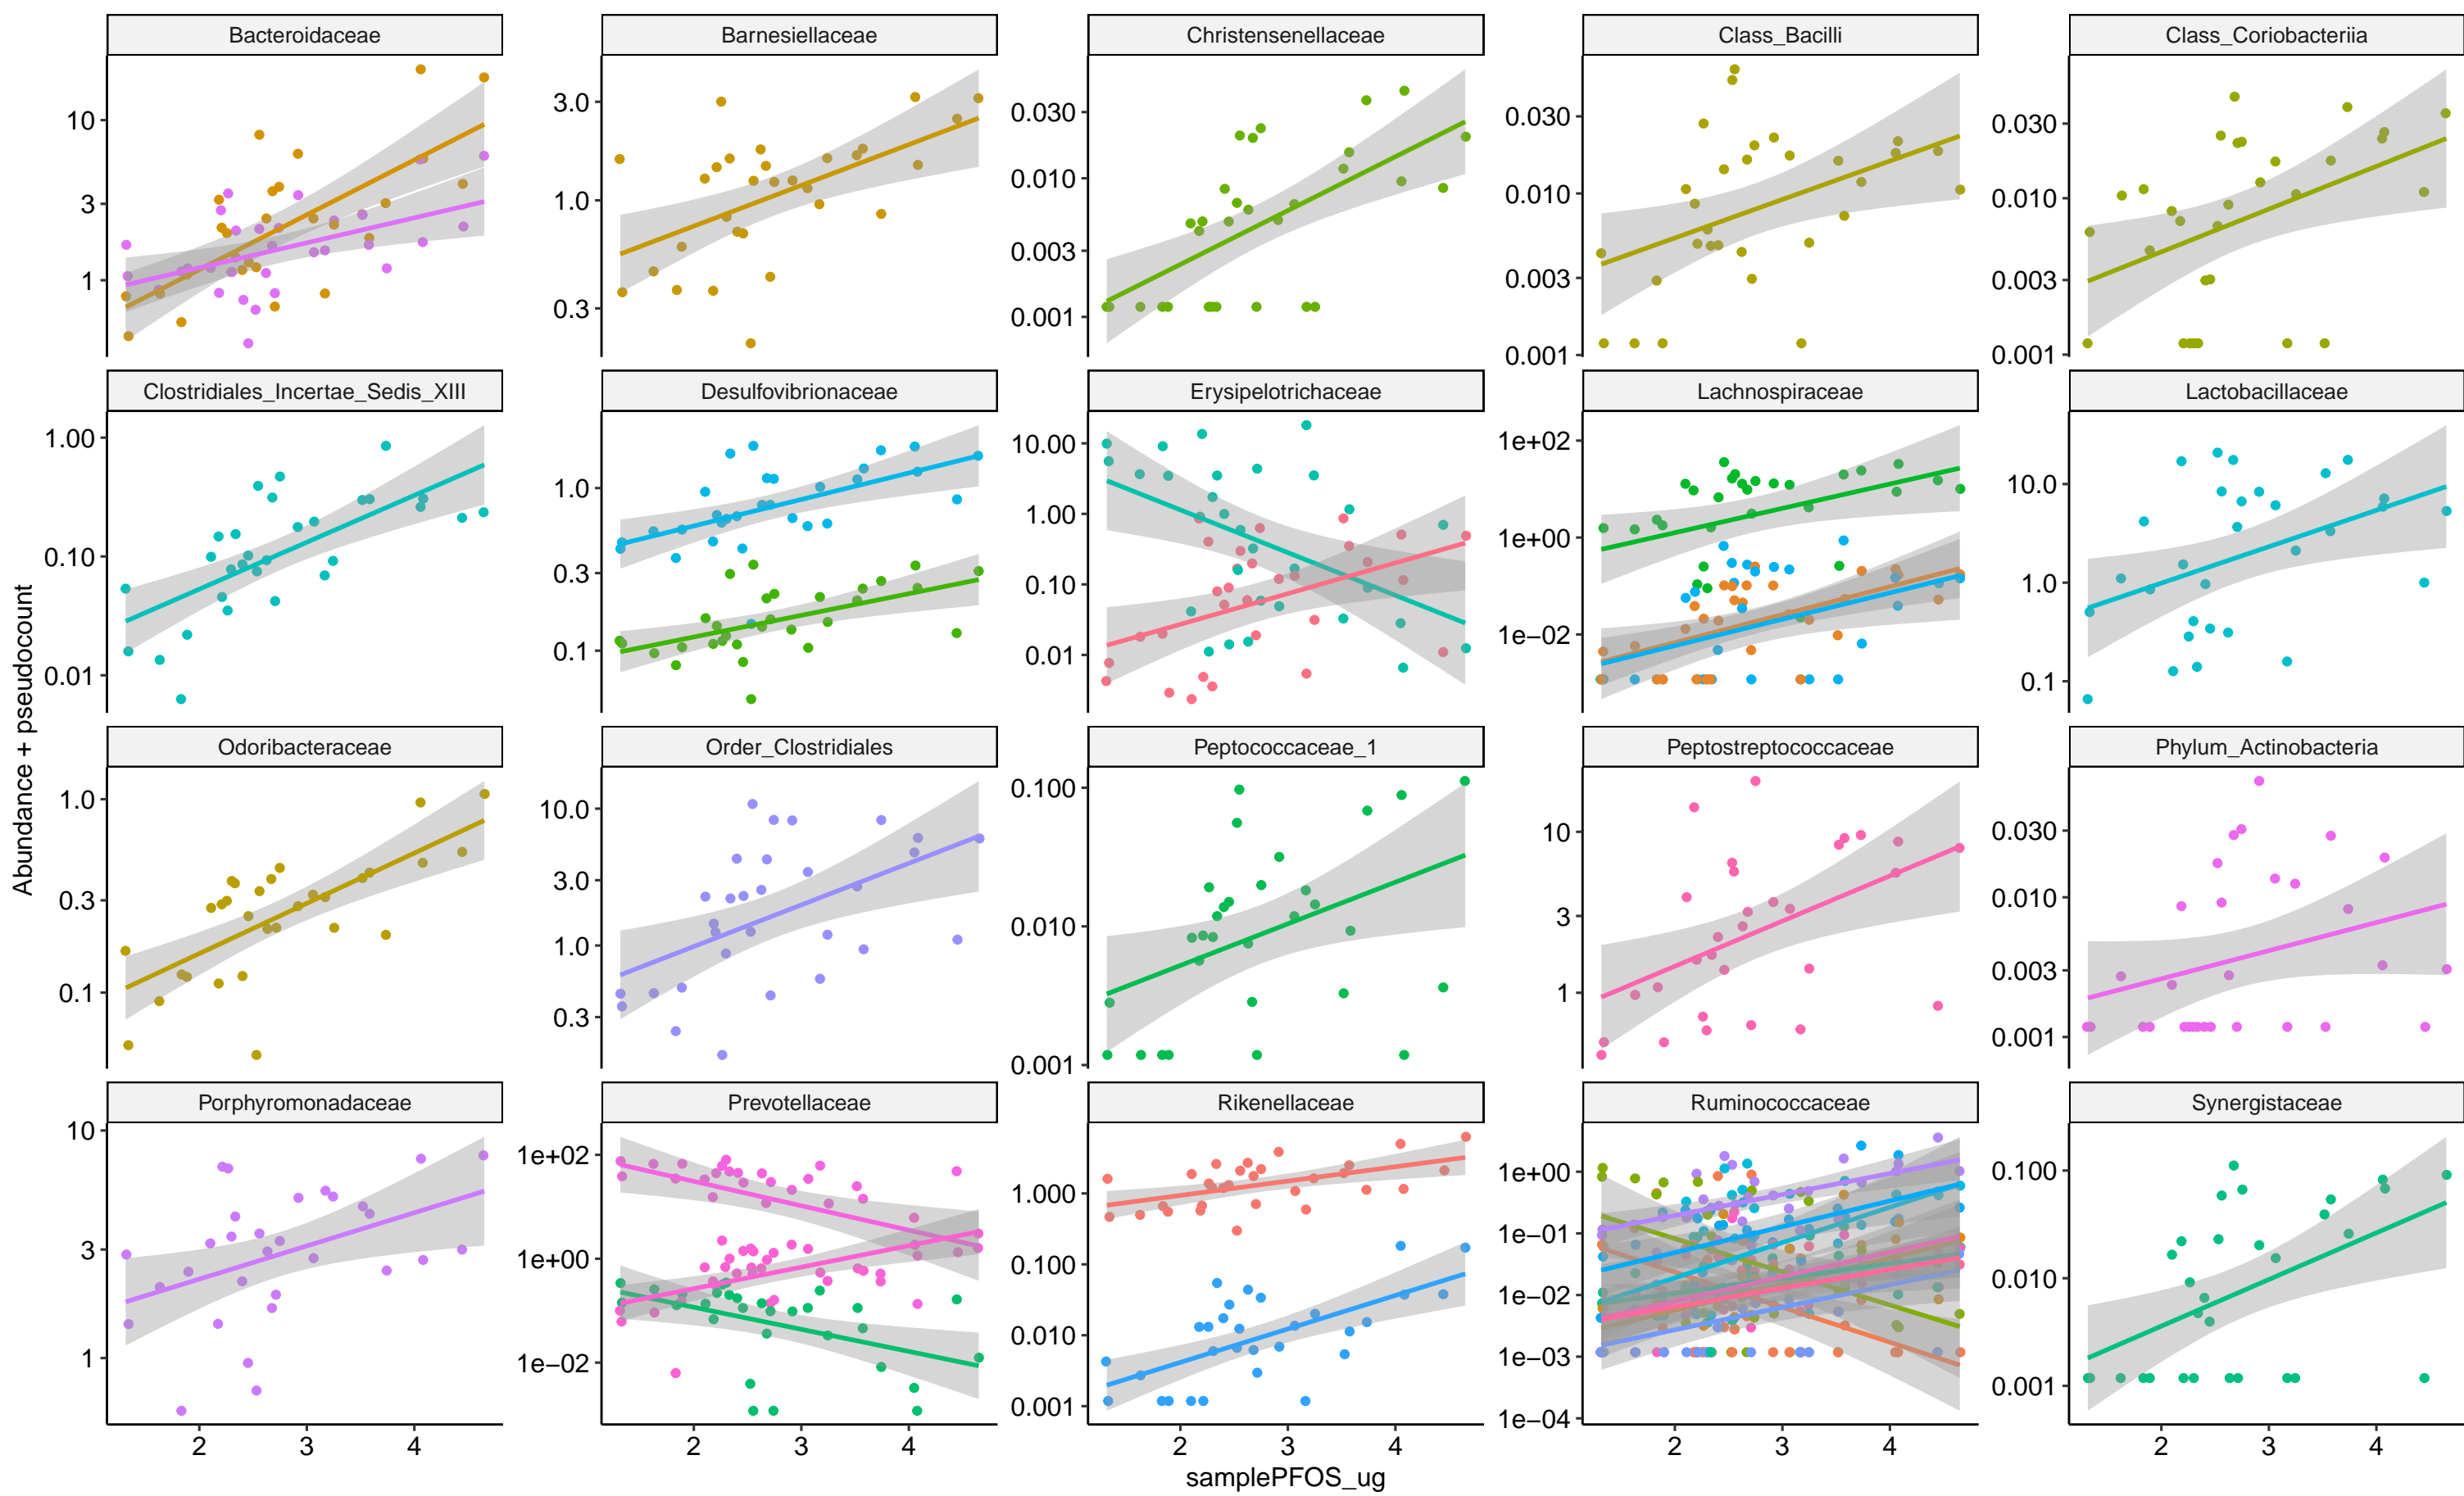 Bacteroidaceae
Barnesiellaceae
Christensenellaceae
Class_Bacilli
Class_Coriobacteriia
10
3
1
3.0
1.0
0.3
0.030
0.010
0.003
0.001
0.030
0.010
0.003
0.001
0.030
0.010
0.003
0.001
Clostridiales_Incertae_Sedis_XIII
Desulfovibrionaceae
Erysipelotrichaceae
Lachnospiraceae
Lactobacillaceae
1.00
0.10
0.01
1.0
0.3
0.1
10.00
1.00
0.10
0.01
1e+02
1e+00
1e−02
10.0
1.0
0.1
Abundance + pseudocount
Odoribacteraceae
Order_Clostridiales
Peptococcaceae_1
Peptostreptococcaceae
Phylum_Actinobacteria
1.0
0.3
0.1
10.0
3.0
1.0
0.3
0.100
0.010
0.001
10
3
1
0.030
0.010
0.003
0.001
Porphyromonadaceae
Prevotellaceae
Rikenellaceae
Ruminococcaceae
Synergistaceae
10
3
1
1e+02
1e+00
1e−02
1.000
0.100
0.010
0.001
1e+00
1e−01
1e−02
1e−03
1e−04
0.100
0.010
0.001
2 3 4
2 3 4
2 3 4
2 3 4
2 3 4
samplePFOS_ug